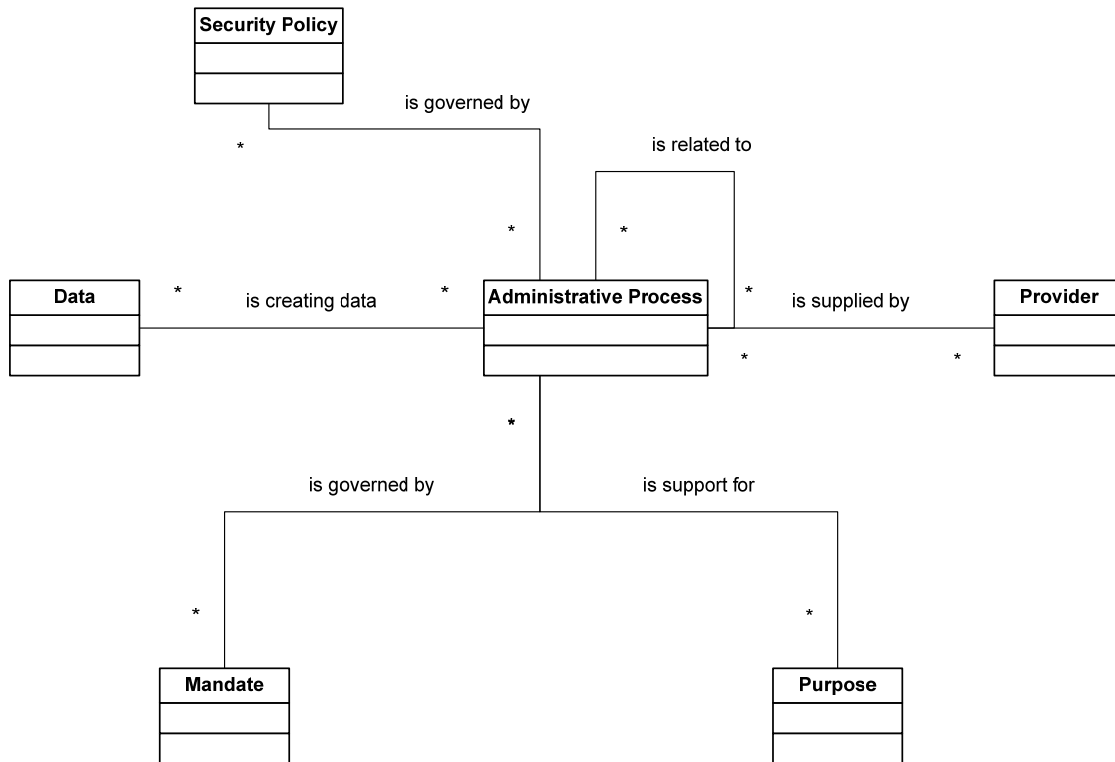 Security Policy
is governed by
*
is related to
*
*
Data
*
is creating data
*
Administrative Process
*
is supplied by
Provider
*
*
*
is governed by
is support for
*
*
Mandate
Purpose